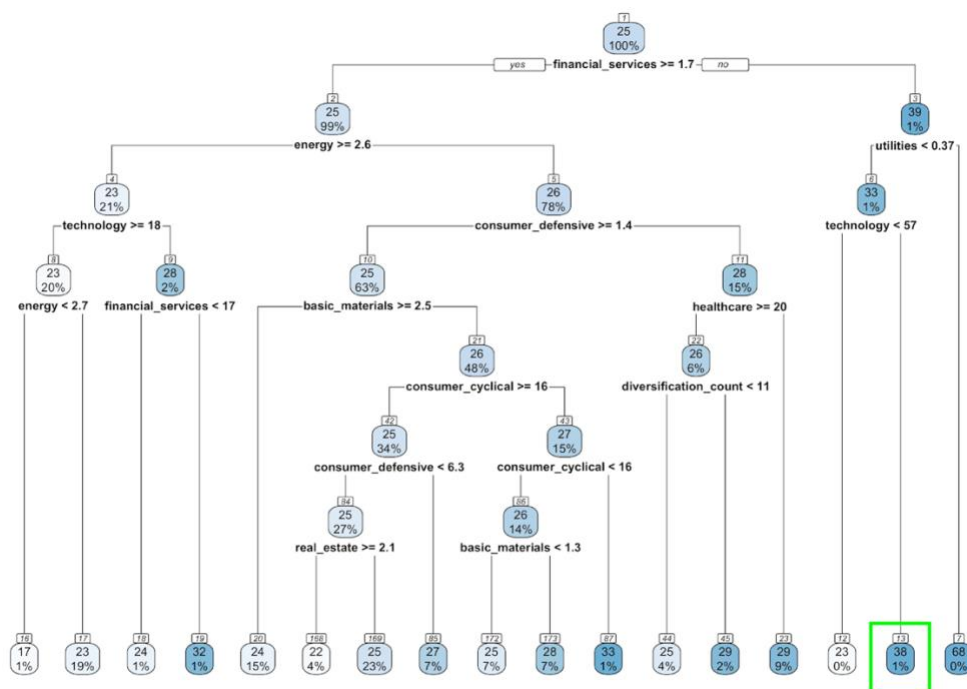 1
25
100%
yes financial_services >= 1.7 no
2 3
25 39
99% 1%
energy >= 2.6 utilities < 0.37
4 5 6
23 26 33
21% 78% 1%
technology >= 18 consumer_defensive >= 1.4 technology < 57
8 9 10 11
23 28 25 28
20% 2% 63% 15%
energy < 2.7 financial_services < 17 basic_materials >= 2.5 healthcare >= 20
21 22
26 26
48% 6%
consumer_cyclical >= 16 diversification_count < 11
42 43
25 27
34% 15%
consumer_defensive < 6.3 consumer_cyclical < 16
84 86
25 26
27% 14%
real_estate >= 2.1 basic_materials < 1.3
16 17 18 19 20 168 169 85 172 173 87 44 45 23 12 13 7
17 23 24 32 24 22 25 27 25 28 33 25 29 29 23 38 68
1% 19% 1% 1% 15% 4% 23% 7% 7% 7% 1% 4% 2% 9% 0% 1% 0%